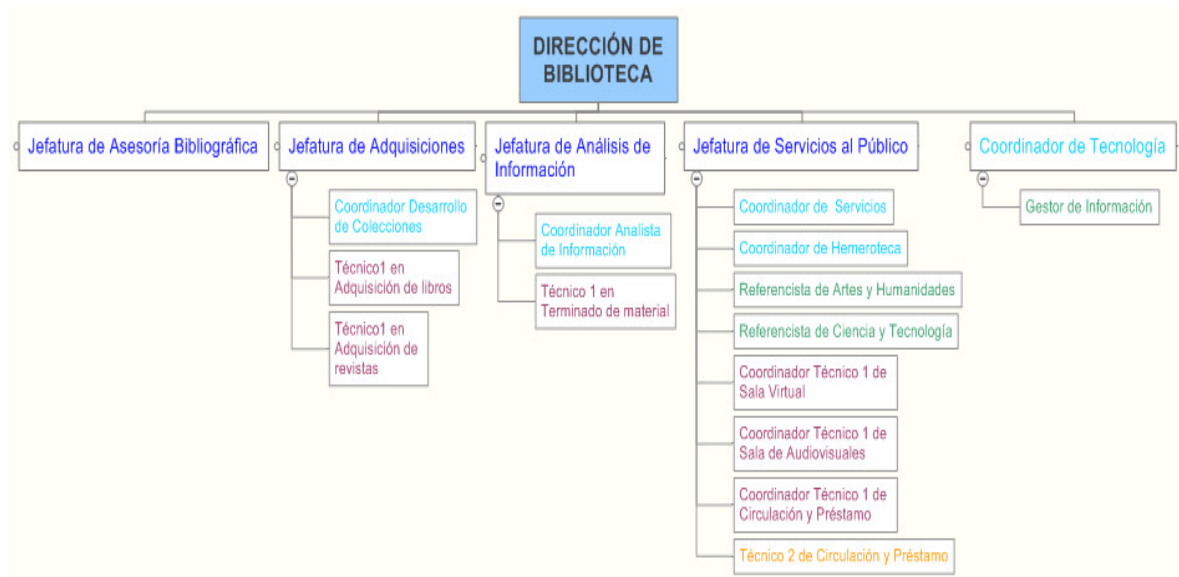 DIRECCIÓN DE
BIBLIOTECA
Jefatura de Asesoría Bibliográfica
Jefatura de Adquisiciones
Coordinador Desarrollo
de Colecciones
Técnico1 en
Adquisición de libros
Técnico1 en
Adquisición de
revistas
Jefatura de Análisis de
Información
Coordinador Analista
de Información
Técnico 1 en
Terminado de material
Jefatura de Servicios al Público
Coordinador de Servicios
Coordinador de Hemeroteca
Referencista de Artes y Humanidades
Referencista de Ciencia y Tecnología
Coordinador Técnico 1 de
Sala Virtual
Coordinador Técnico 1 de
Sala de Audiovisuales
Coordinador Técnico 1 de
Circulación y Préstamo
Técnico 2 de Circulación y Préstamo
Coordinador de Tecnología
Gestor de Información